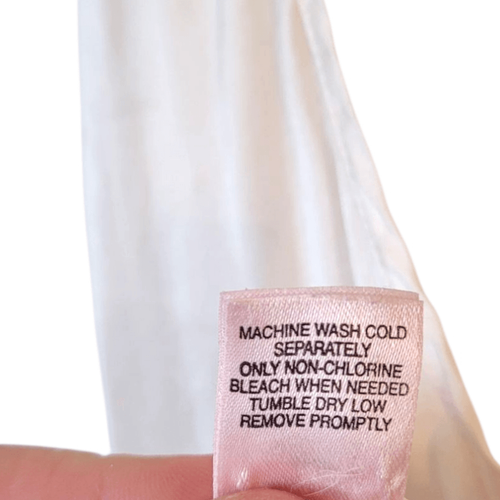 MACHINE WASH COLD
SEPARATELY
ONLY NON-CHLORINE
BLEACH WHEN NEEDED
TUMBLE DRY LOW
REMOVE PROMPTLY